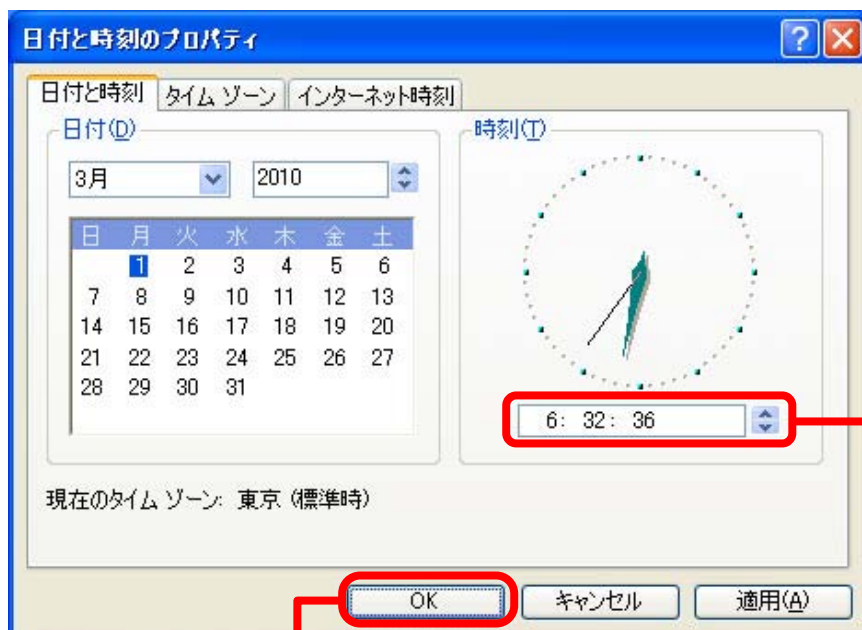 日付と時刻のプロパティ
日付と時刻 タイム ゾーン インターネット時刻
日付(D)
3月 2010
日 月 火 水 木 金 土
1 2 3 4 5 6
7 8 9 10 11 12 13
14 15 16 17 18 19 20
21 22 23 24 25 26 27
28 29 30 31
時刻(T)
6: 32: 36
現在のタイム ゾーン: 東京 (標準時)
OK キャンセル 適用(A)